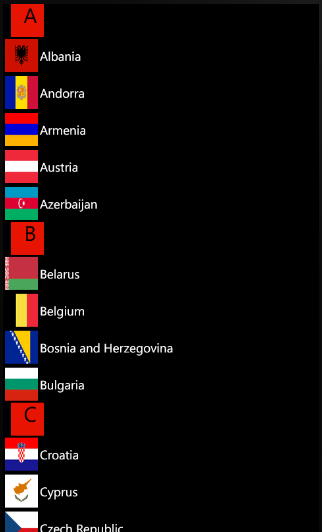 A
Albania
Andorra
Armenia
Austria
Azerbaijan
B
Belarus
Belgium
Bosnia and Herzegovina
Bulgaria
C
Croatia
Cyprus
Czech Republic